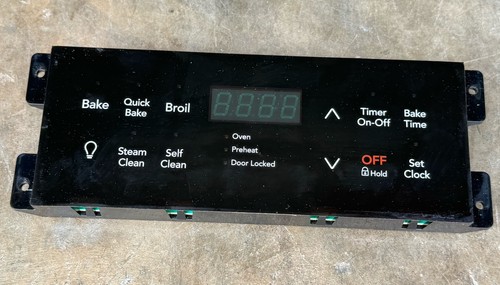 Bake
Quick
Bake
Broil
Timer
On-Off
Bake
Time
Oven
Preheat
Door Locked
Steam
Clean
Self
Clean
OFF
Hold
Set
Clock